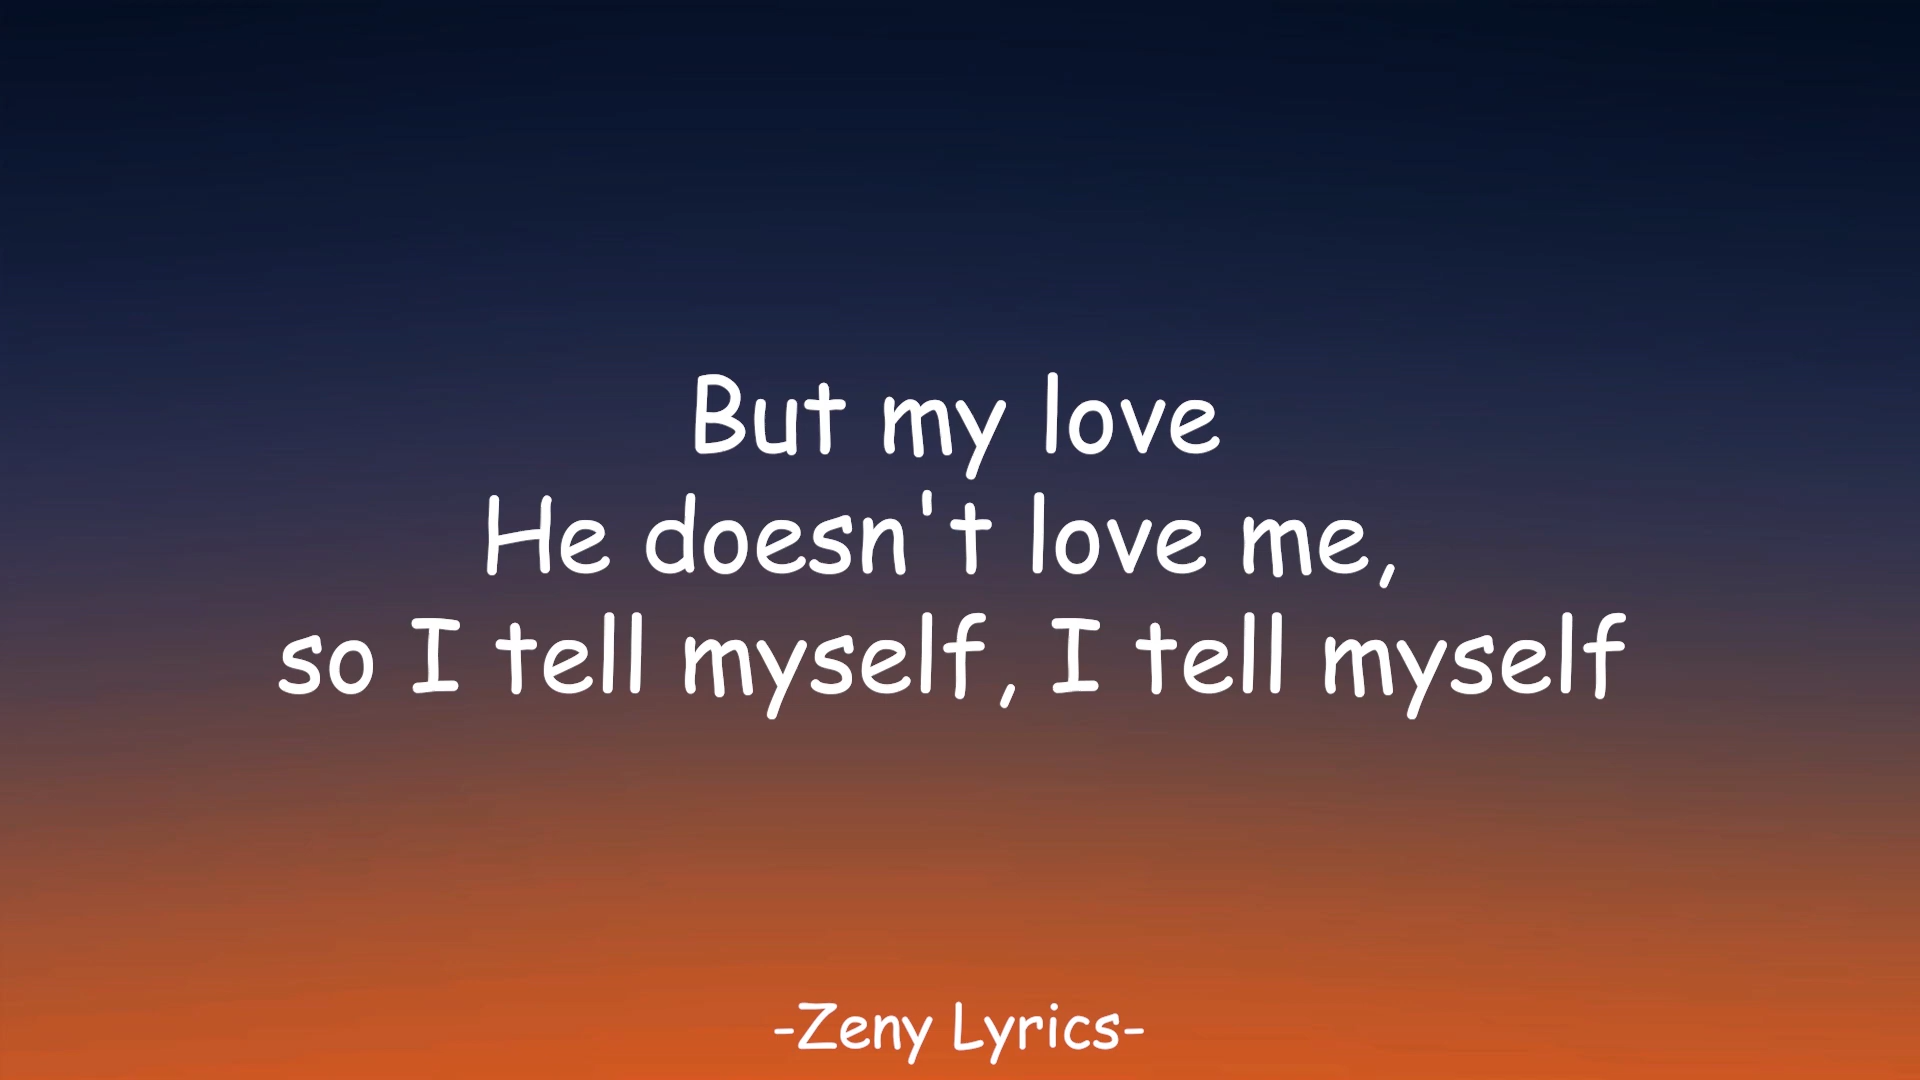 But my love
He doesn't love me,
so I tell myself, I tell myself
-Zeny Lyrics-